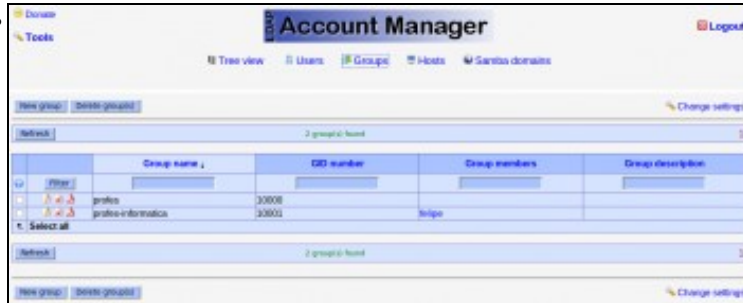 Donate
LDAP Account Manager
Logout
Tools
Tree view Users Groups Hosts Samba domains
New group Delete group(s) Change settings
Refresh 2 group(s) found 1
Group name GID number Group members Group description
Filter
profes 10000
profes-informatica 10001 felipe
Select all
Refresh 2 group(s) found 1
New group Delete group(s) Change settings